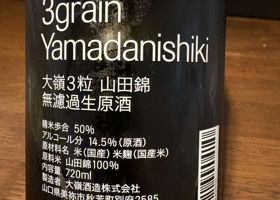 3grain
Yamadanishiki
大嶺3粒 山田錦
無濾過生原酒
精米歩合 50%
アルコール分 14.5%(原酒)
原材料名 米(国産) 米麹(国産米)
原料米 山田錦100%
内容量 720ml
製造者 大嶺酒造株式会社
山口県美祢市秋芳町別府2585